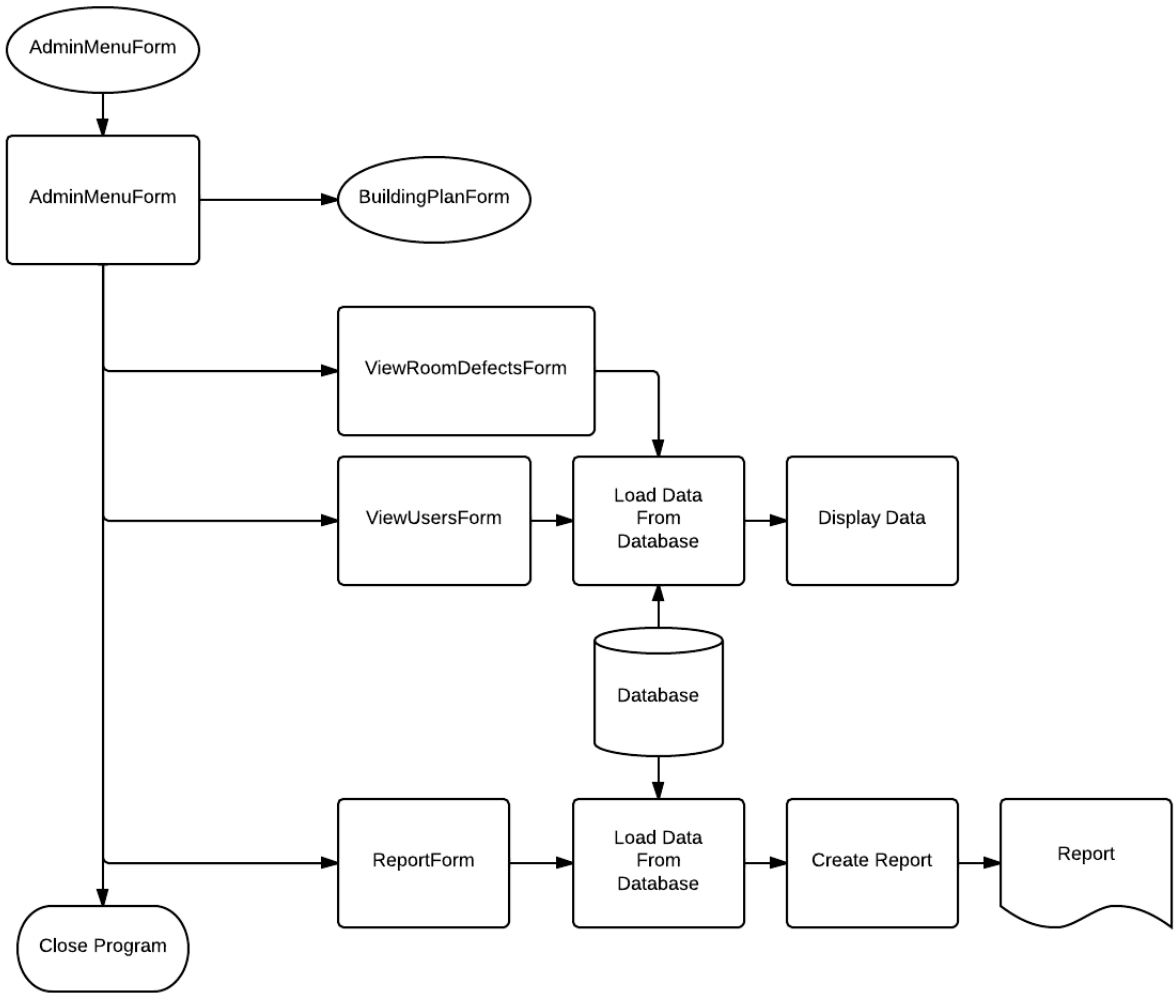 AdminMenuForm
AdminMenuForm
BuildingPlanForm
ViewRoomDefectsForm
ViewUsersForm
Load Data
From
Database
Display Data
Database
ReportForm
Load Data
From
Database
Create Report
Report
Close Program